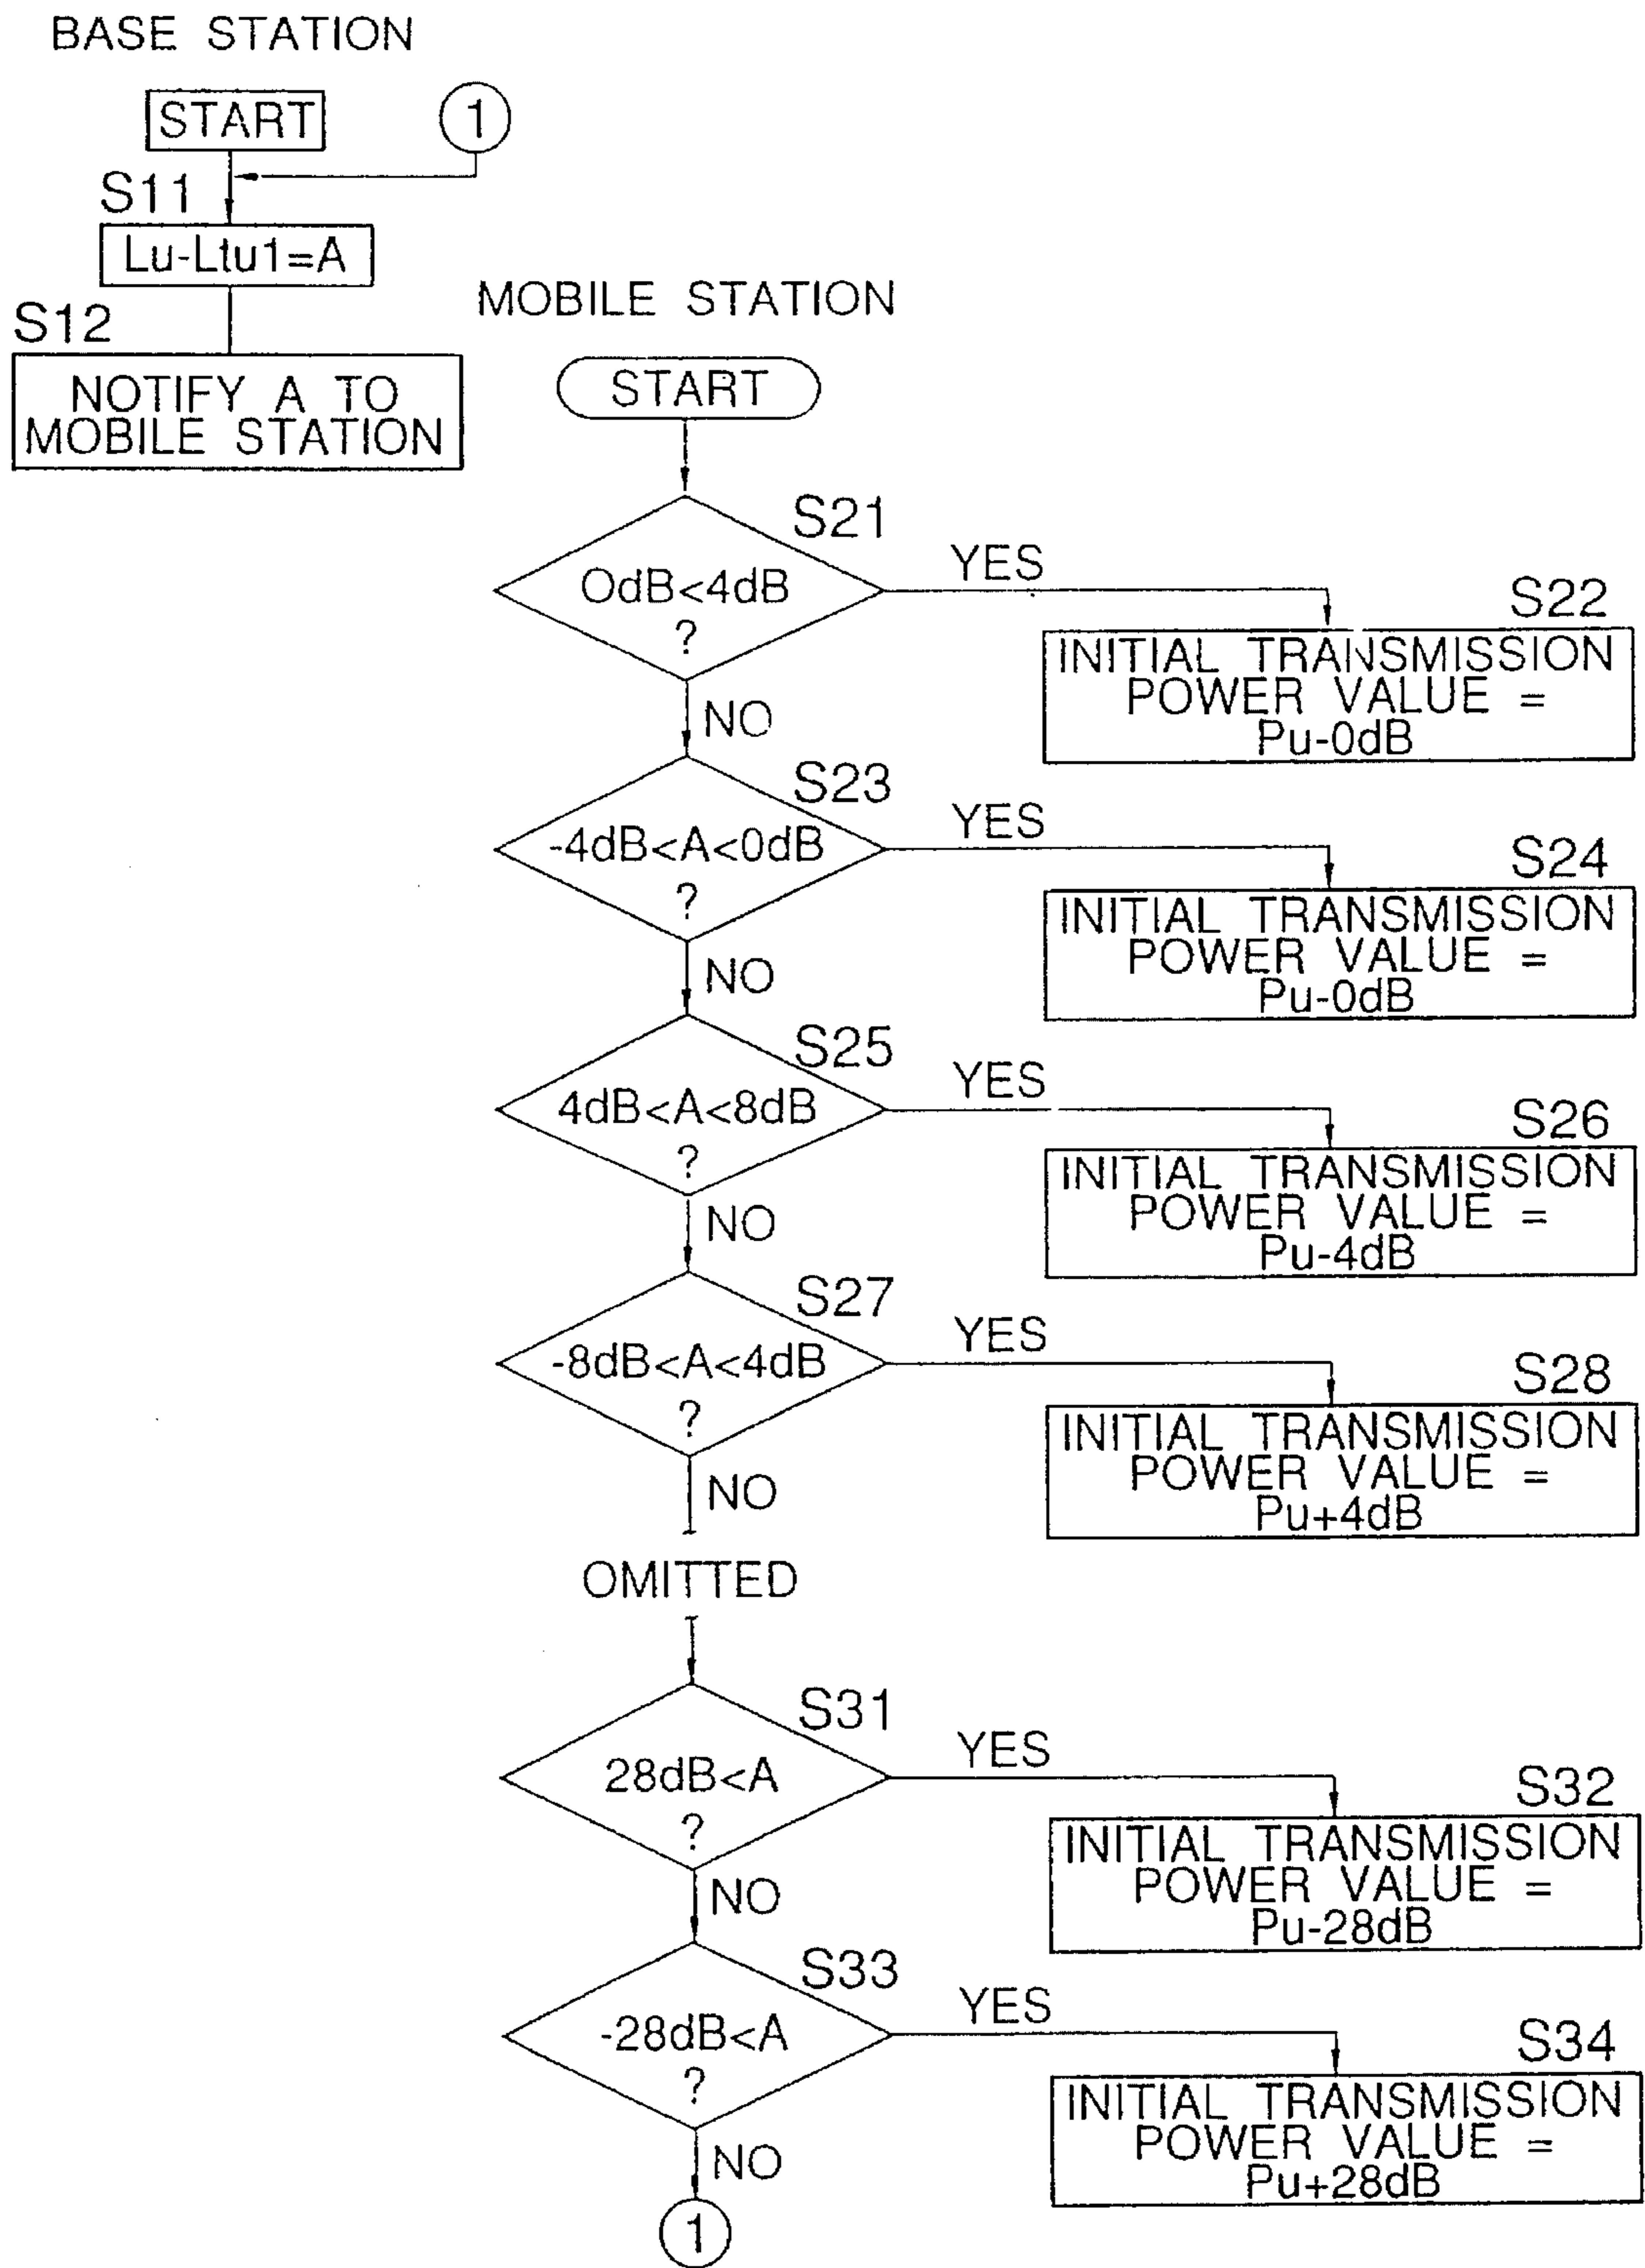 BASE STATION
START
1
S11
Lu-Ltu1=A
S12
NOTIFY A TO
MOBILE STATION
MOBILE STATION
START
S21
0dB<4dB
?
YES
S22
INITIAL TRANSMISSION
POWER VALUE =
Pu-0dB
NO
S23
-4dB<A<0dB
?
YES
S24
INITIAL TRANSMISSION
POWER VALUE =
Pu-0dB
NO
S25
4dB<A<8dB
?
YES
S26
INITIAL TRANSMISSION
POWER VALUE =
Pu-4dB
NO
S27
-8dB<A<4dB
?
YES
S28
INITIAL TRANSMISSION
POWER VALUE =
Pu+4dB
NO
OMITTED
S31
28dB<A
?
YES
S32
INITIAL TRANSMISSION
POWER VALUE =
Pu-28dB
NO
S33
-28dB<A
?
YES
S34
INITIAL TRANSMISSION
POWER VALUE =
Pu+28dB
NO
1